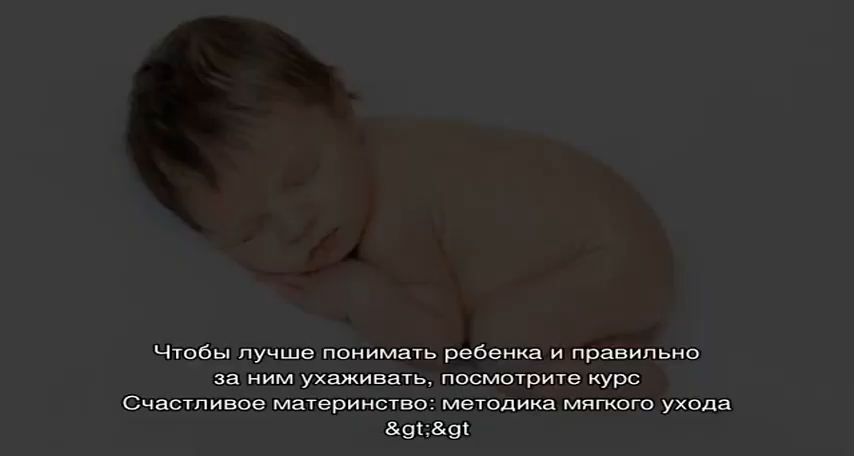 Чтобы лучше понимать ребенка и правильно
за ним ухаживать, посмотрите курс
Счастливое материнство: методика мягкого ухода
&gt;&gt